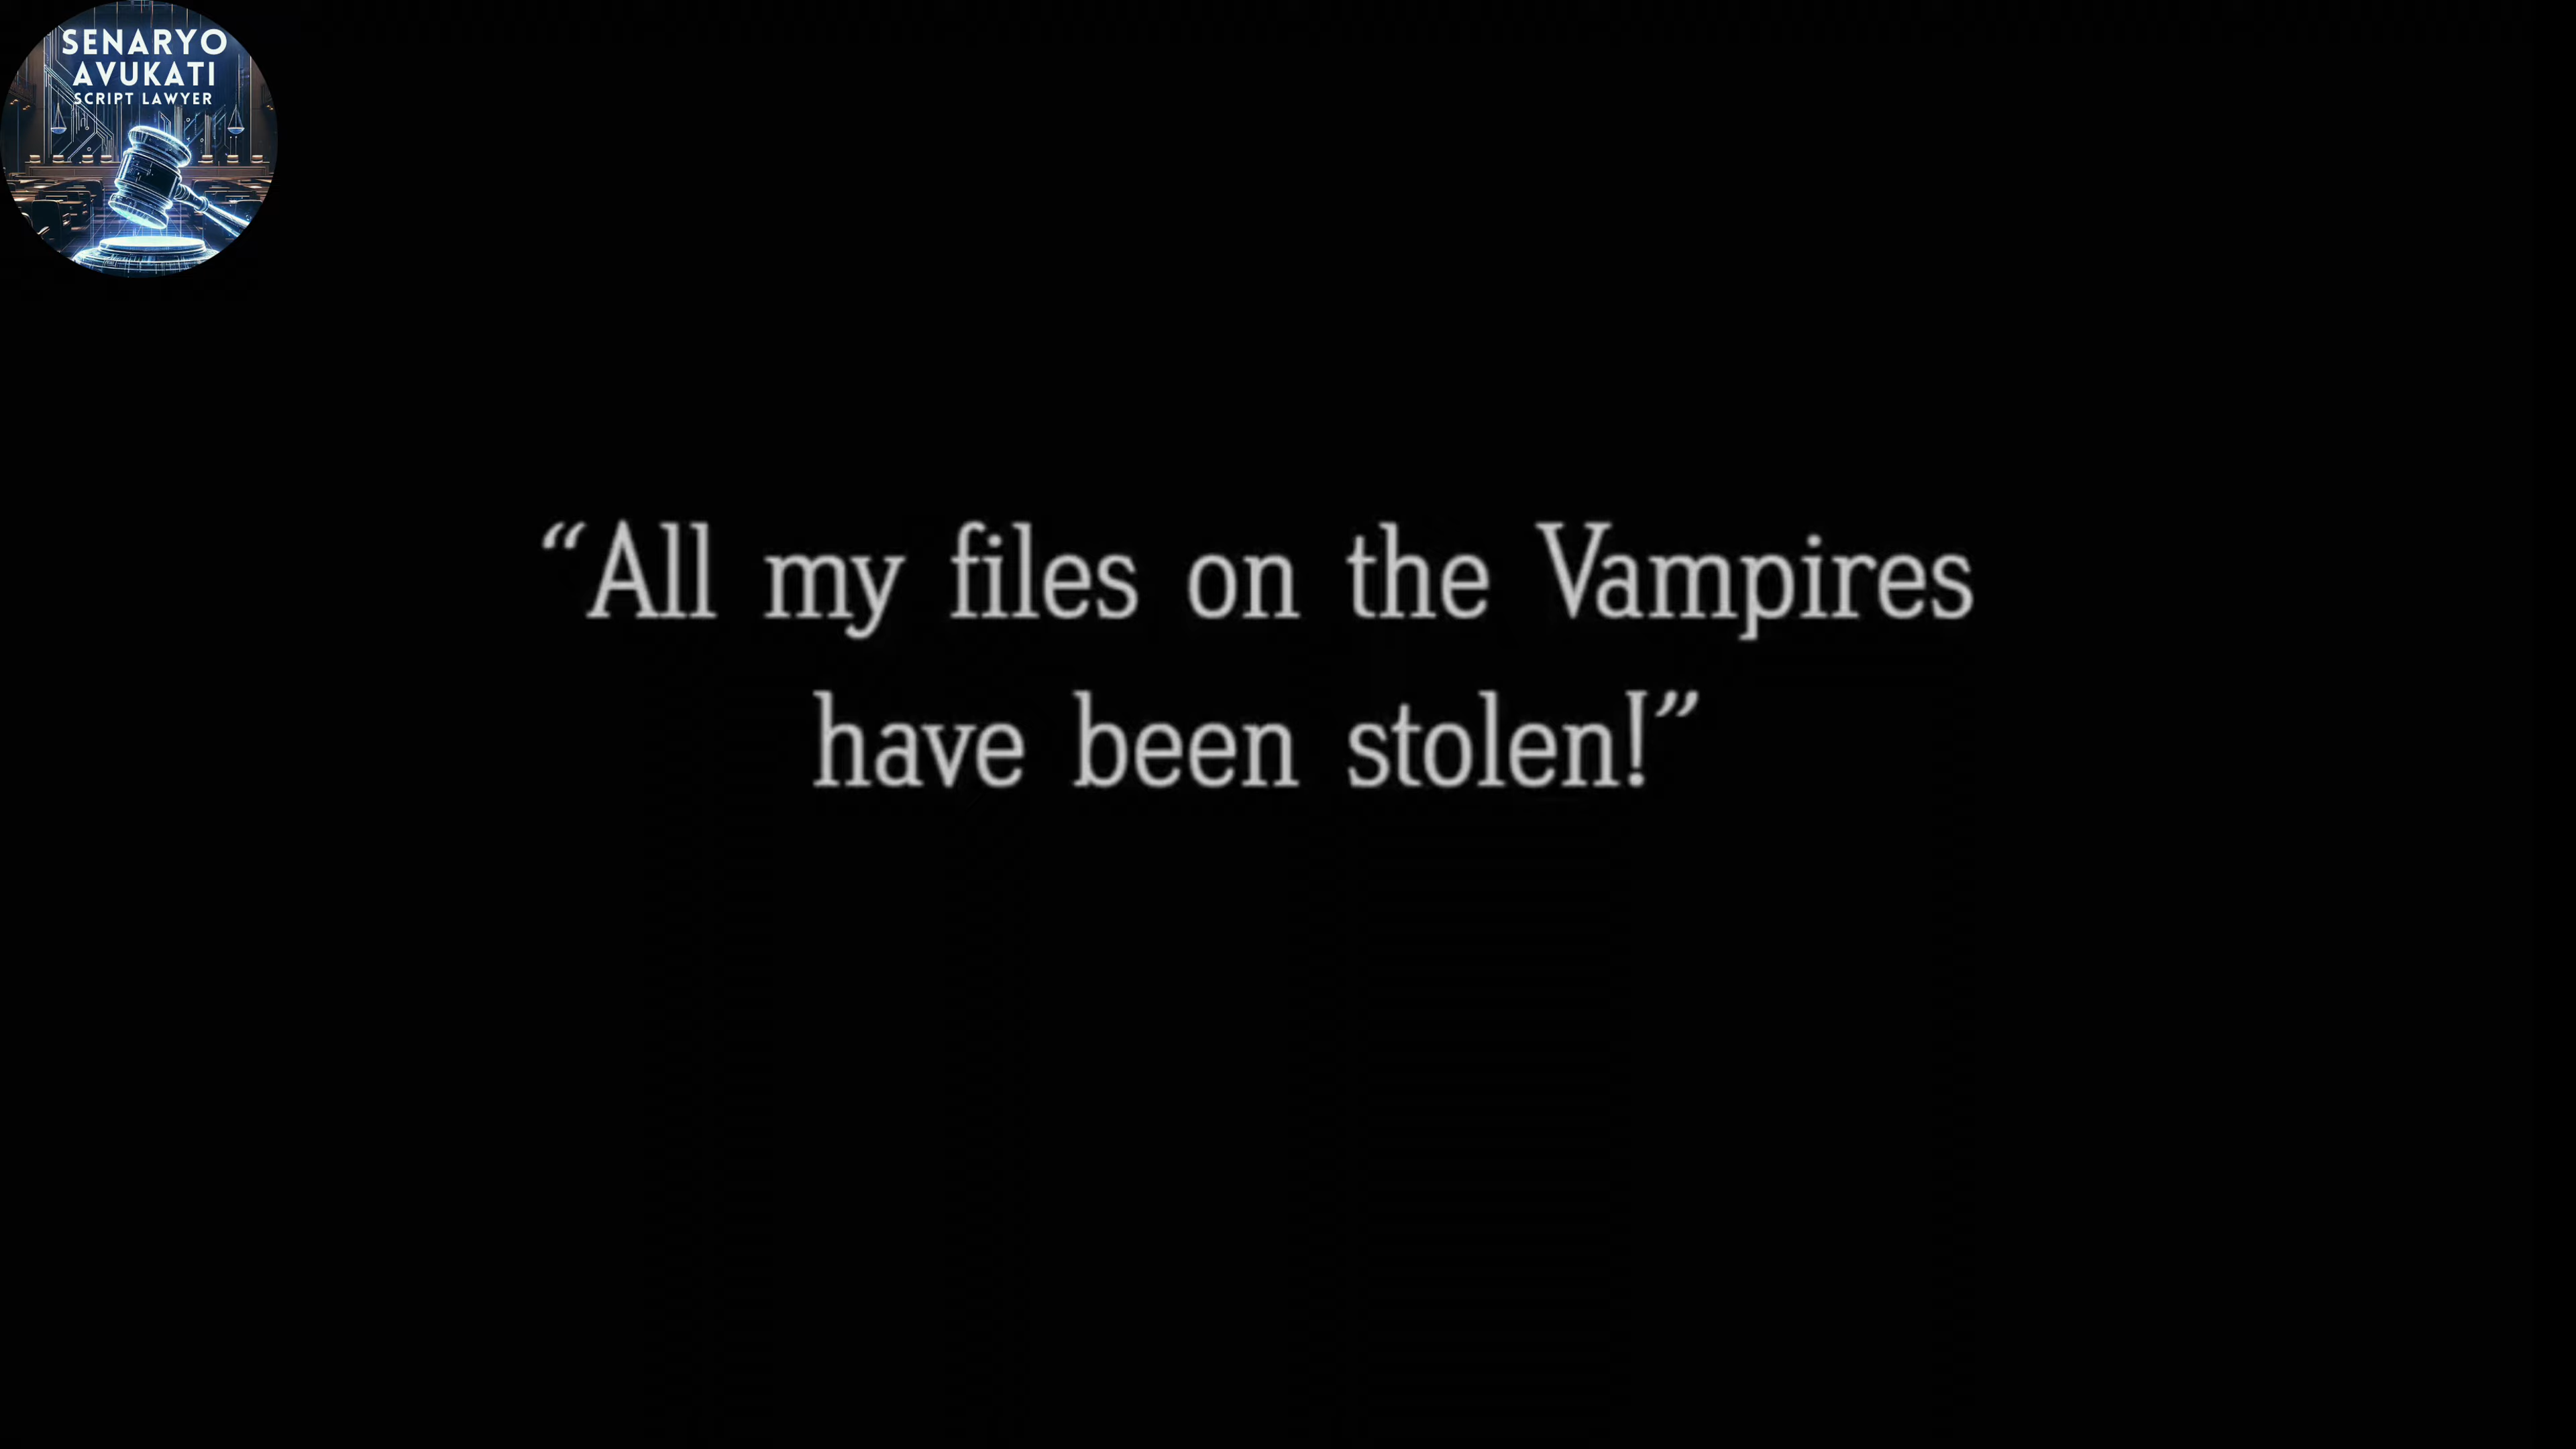 SENARYO
AVUKATI
SCRIPT LAWYER
“All my files on the Vampires
have been stolen!”